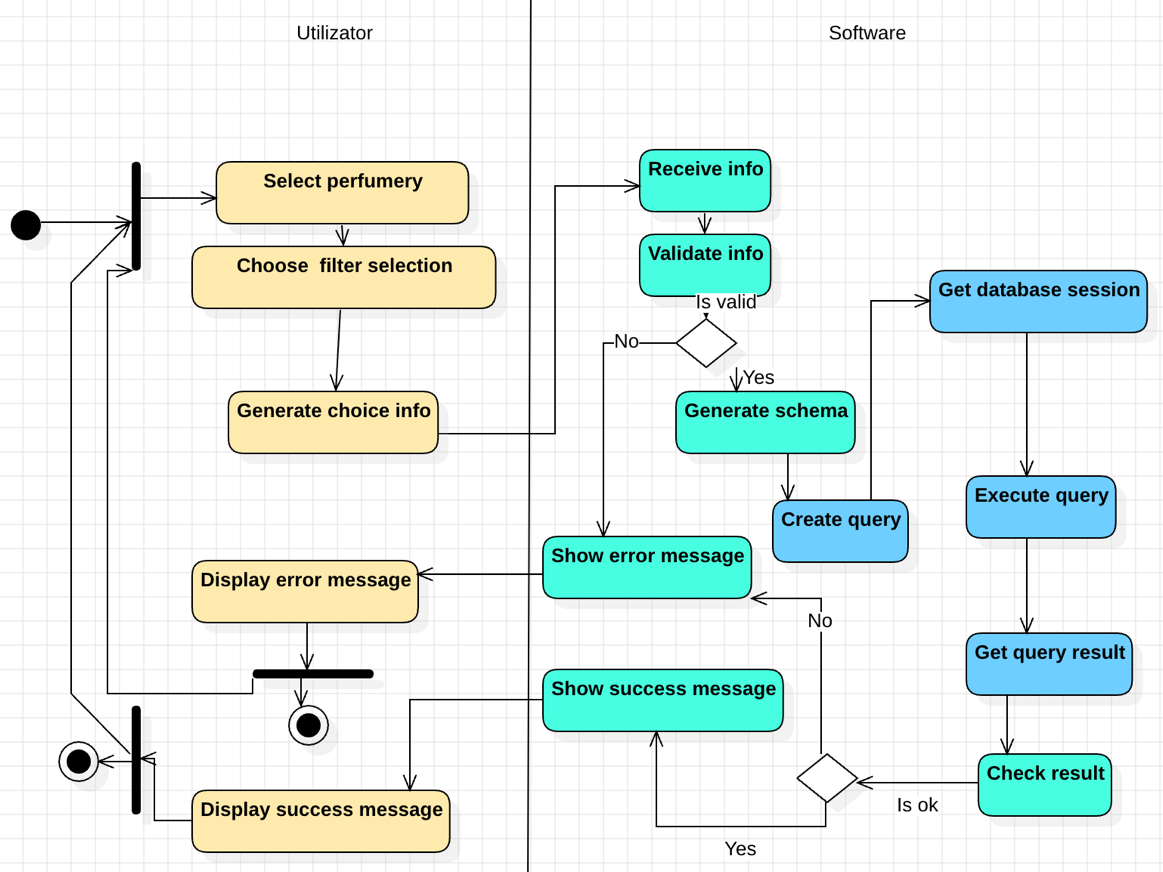 Utilizator
Software
Select perfumery
Choose  filter selection
Generate choice info
Receive info
Validate info
Is valid
No
Yes
Generate schema
Create query
Get database session
Execute query
Get query result
Check result
Is ok
No
Yes
Show error message
Show success message
Display error message
Display success message